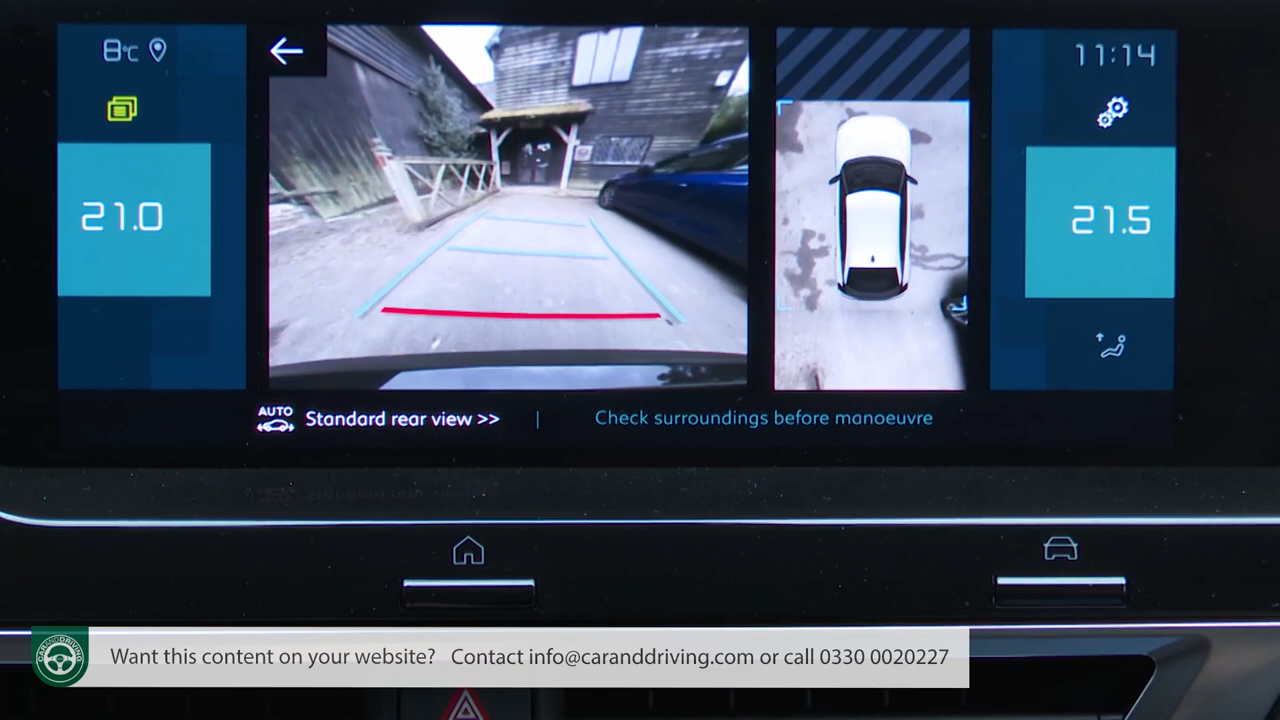 8°C
11:14
21.0
21.5
AUTO
Standard rear view >>
Check surroundings before manoeuvre
CARANDDRIVING
Want this content on your website? Contact info@caranddriving.com or call 0330 0020227